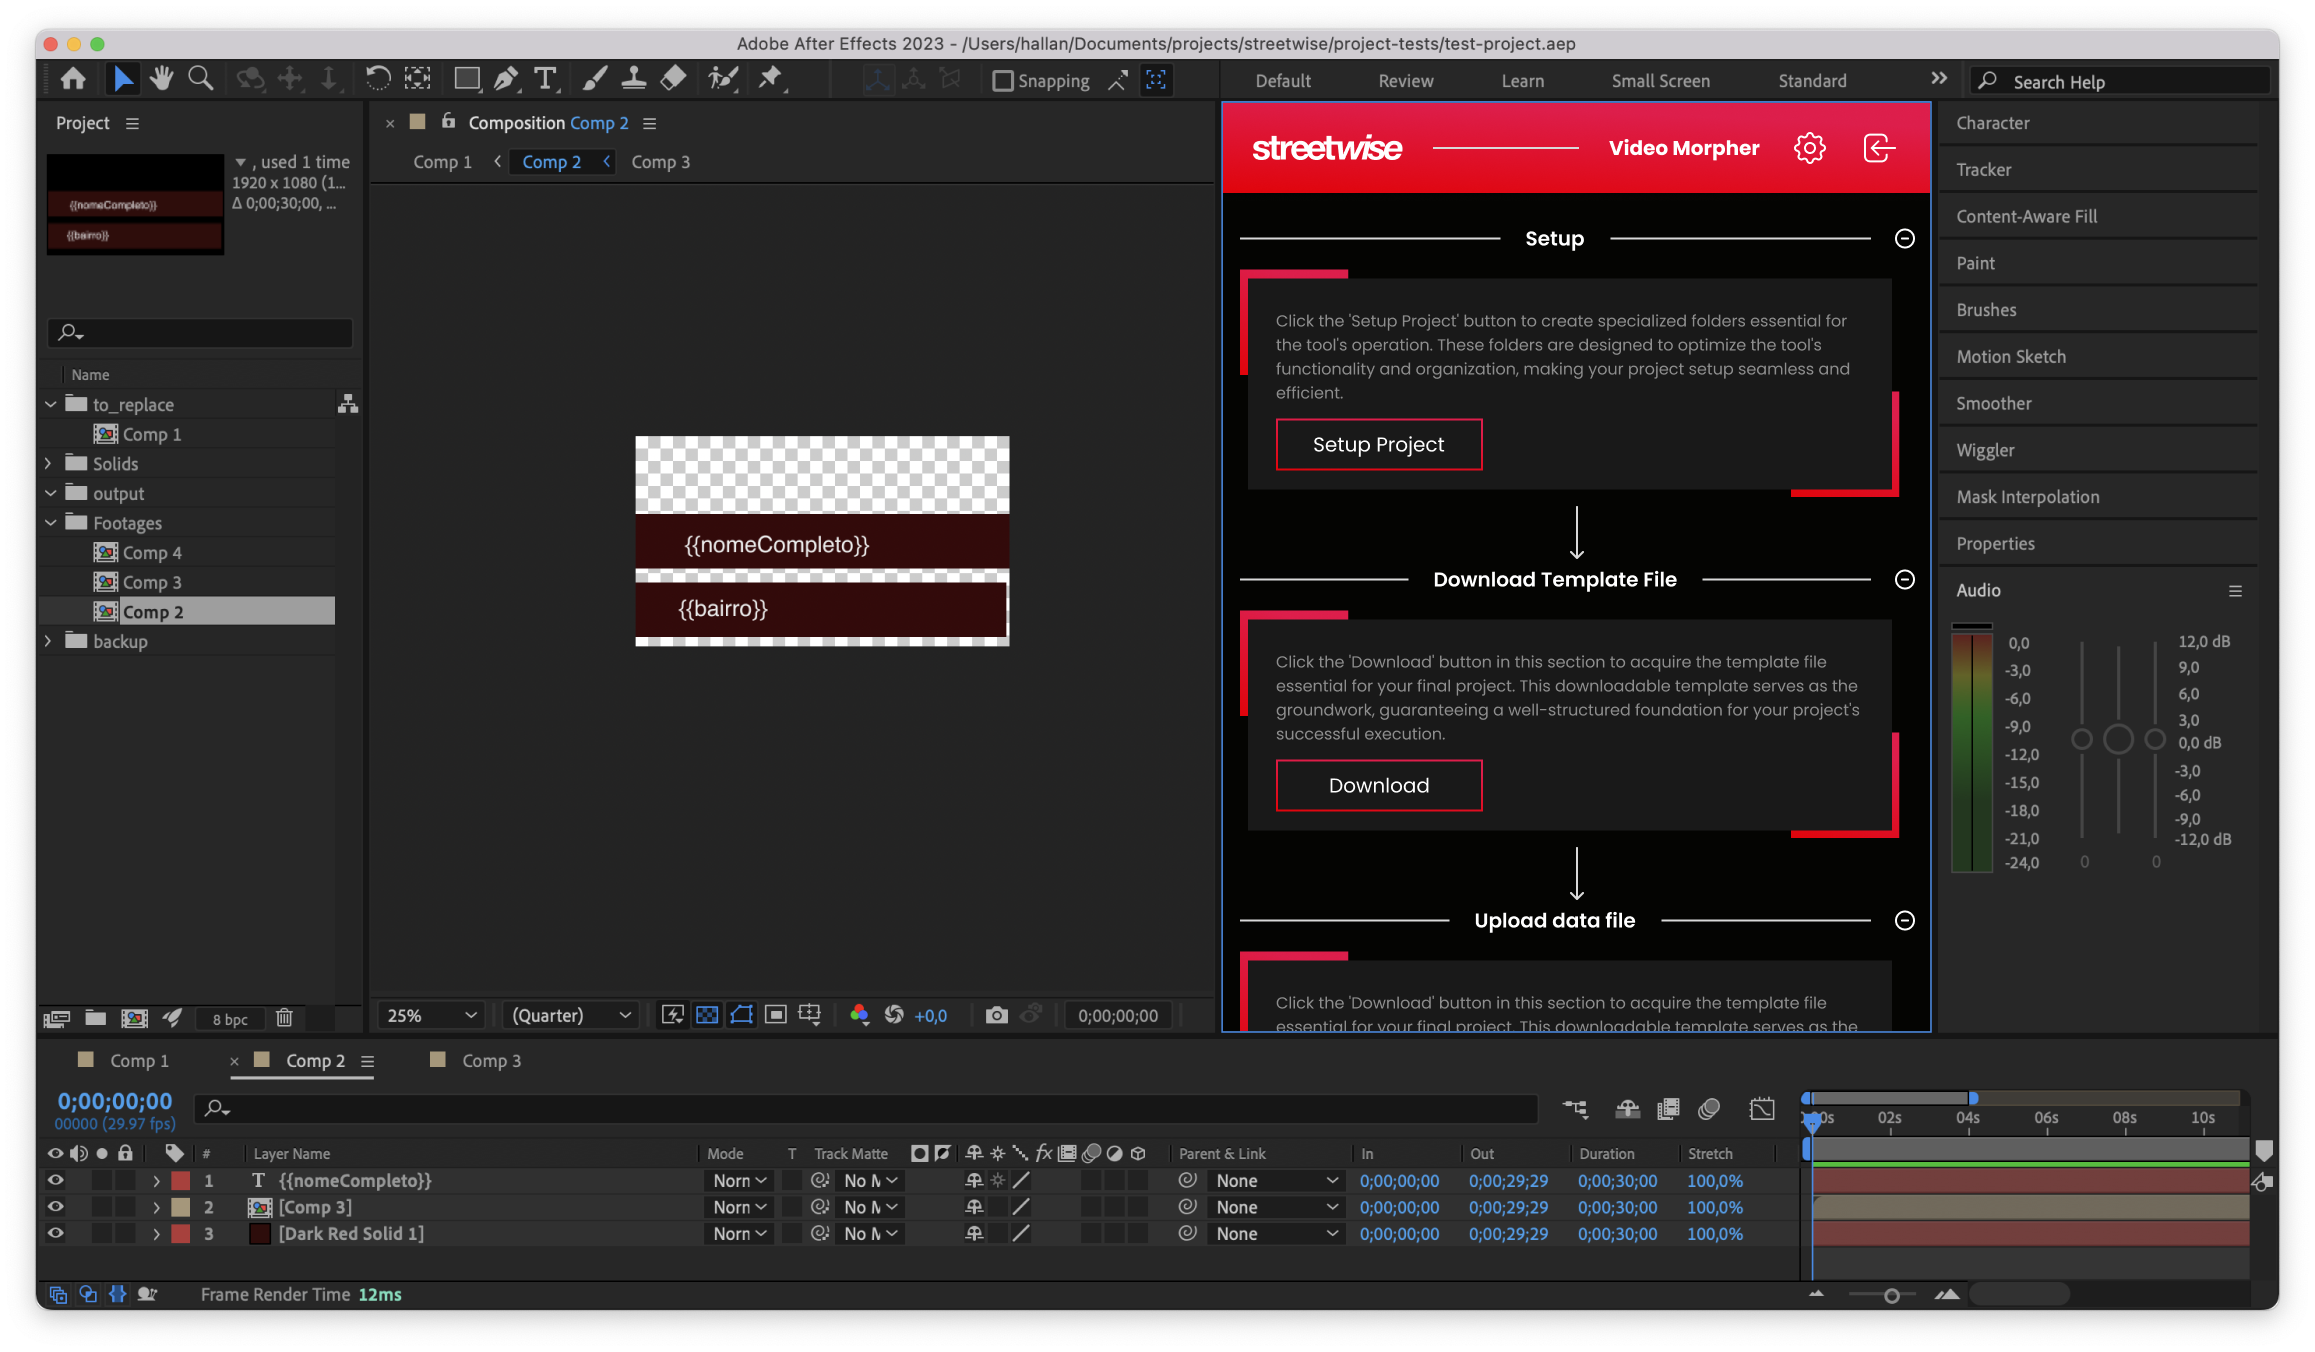 Adobe After Effects 2023 - /Users/hallan/Documents/projects/streetwise/project-tests/test-project.aep
Snapping
Default
Review
Learn
Small Screen
Standard
Search Help
Project
, used 1 time
1920 x 1080 (1...
Δ 0;00;30;00, ...
{{nomeCompleto}}
{{bairro}}
Name
to_replace
Comp 1
Solids
output
Footages
Comp 4
Comp 3
Comp 2
backup
8 bpc
Composition Comp 2
Comp 1
Comp 2
Comp 3
{{nomeCompleto}}
{{bairro}}
25%
(Quarter)
+0,0
0;00;00;00
streetwise
Video Morpher
Setup
Click the 'Setup Project' button to create specialized folders essential for
the tool's operation. These folders are designed to optimize the tool's
functionality and organization, making your project setup seamless and
efficient.
Setup Project
Download Template File
Click the 'Download' button in this section to acquire the template file
essential for your final project. This downloadable template serves as the
groundwork, guaranteeing a well-structured foundation for your project's
successful execution.
Download
Upload data file
Click the 'Download' button in this section to acquire the template file
essential for your final project. This downloadable template serves as the
Character
Tracker
Content-Aware Fill
Paint
Brushes
Motion Sketch
Smoother
Wiggler
Mask Interpolation
Properties
Audio
0,0
-3,0
-6,0
-9,0
-12,0
-15,0
-18,0
-21,0
-24,0
0
0
12,0 dB
9,0
6,0
3,0
0,0 dB
-3,0
-6,0
-9,0
-12,0 dB
Comp 1
Comp 2
Comp 3
0;00;00;00
00000 (29.97 fps)
# Layer Name Mode T Track Matte fx Parent & Link In Out Duration Stretch
1 T {{nomeCompleto}} Norn No M None 0;00;00;00 0;00;29;29 0;00;30;00 100,0%
2 [Comp 3] Norn No M None 0;00;00;00 0;00;29;29 0;00;30;00 100,0%
3 [Dark Red Solid 1] Norn No M None 0;00;00;00 0;00;29;29 0;00;30;00 100,0%
02s 04s 06s 08s 10s
Frame Render Time 12ms